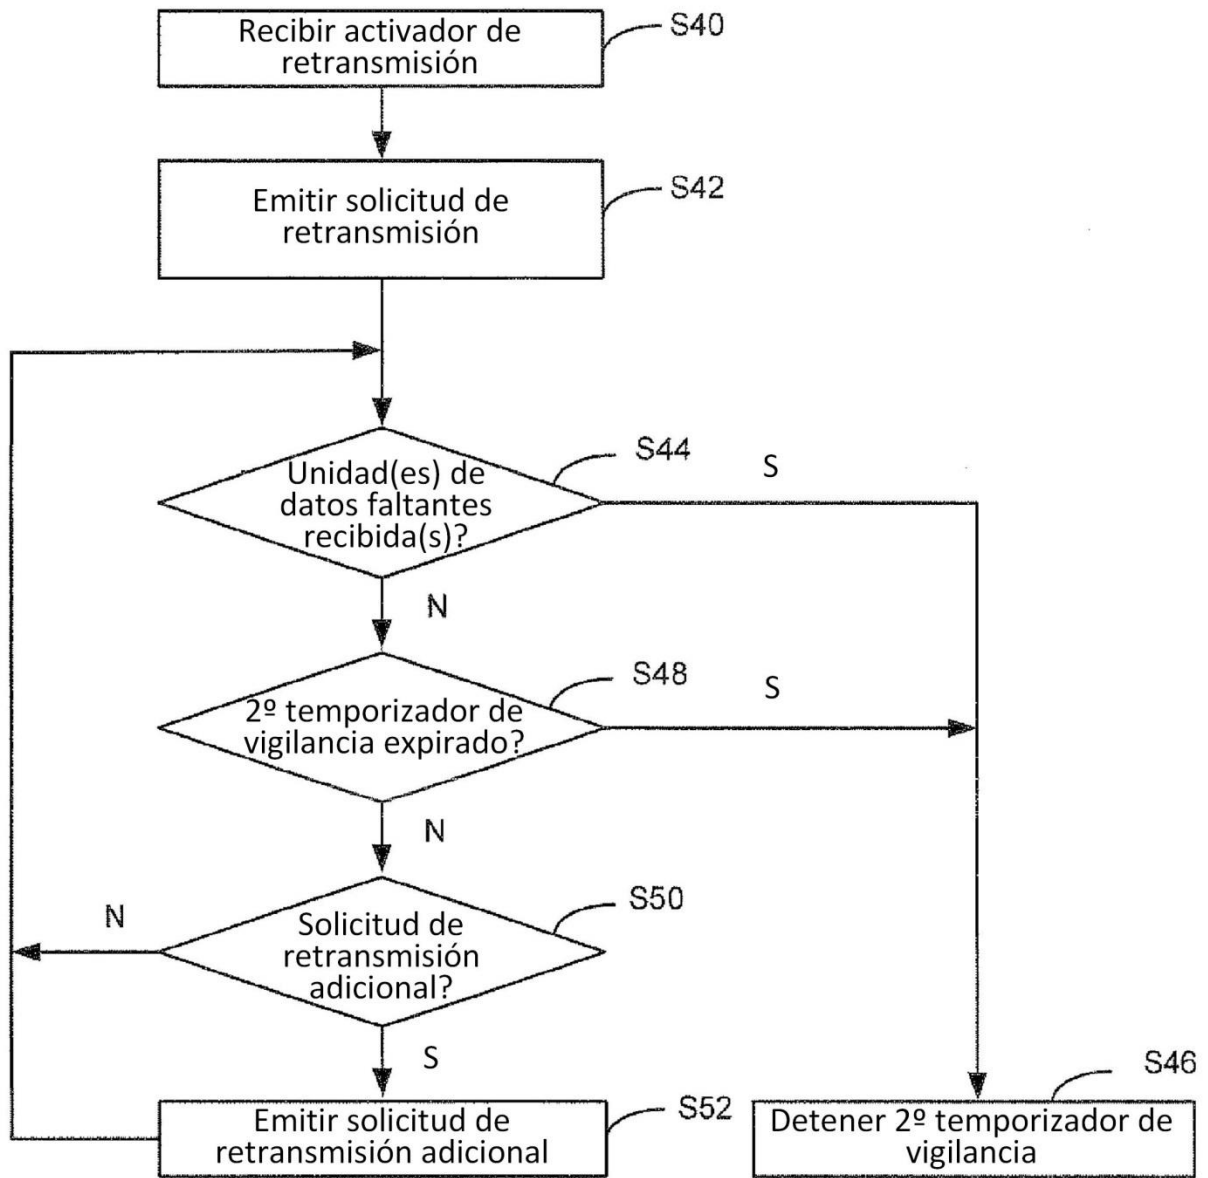 Recibir activador de
retransmisión
S40
Emitir solicitud de
retransmisión
S42
Unidad(es) de
datos faltantes
recibida(s)?
S44
S
N
2º temporizador de
vigilancia expirado?
S48
S
N
Solicitud de
retransmisión
adicional?
S50
N
S
Emitir solicitud de
retransmisión adicional
S52
Detener 2º temporizador de
vigilancia
S46